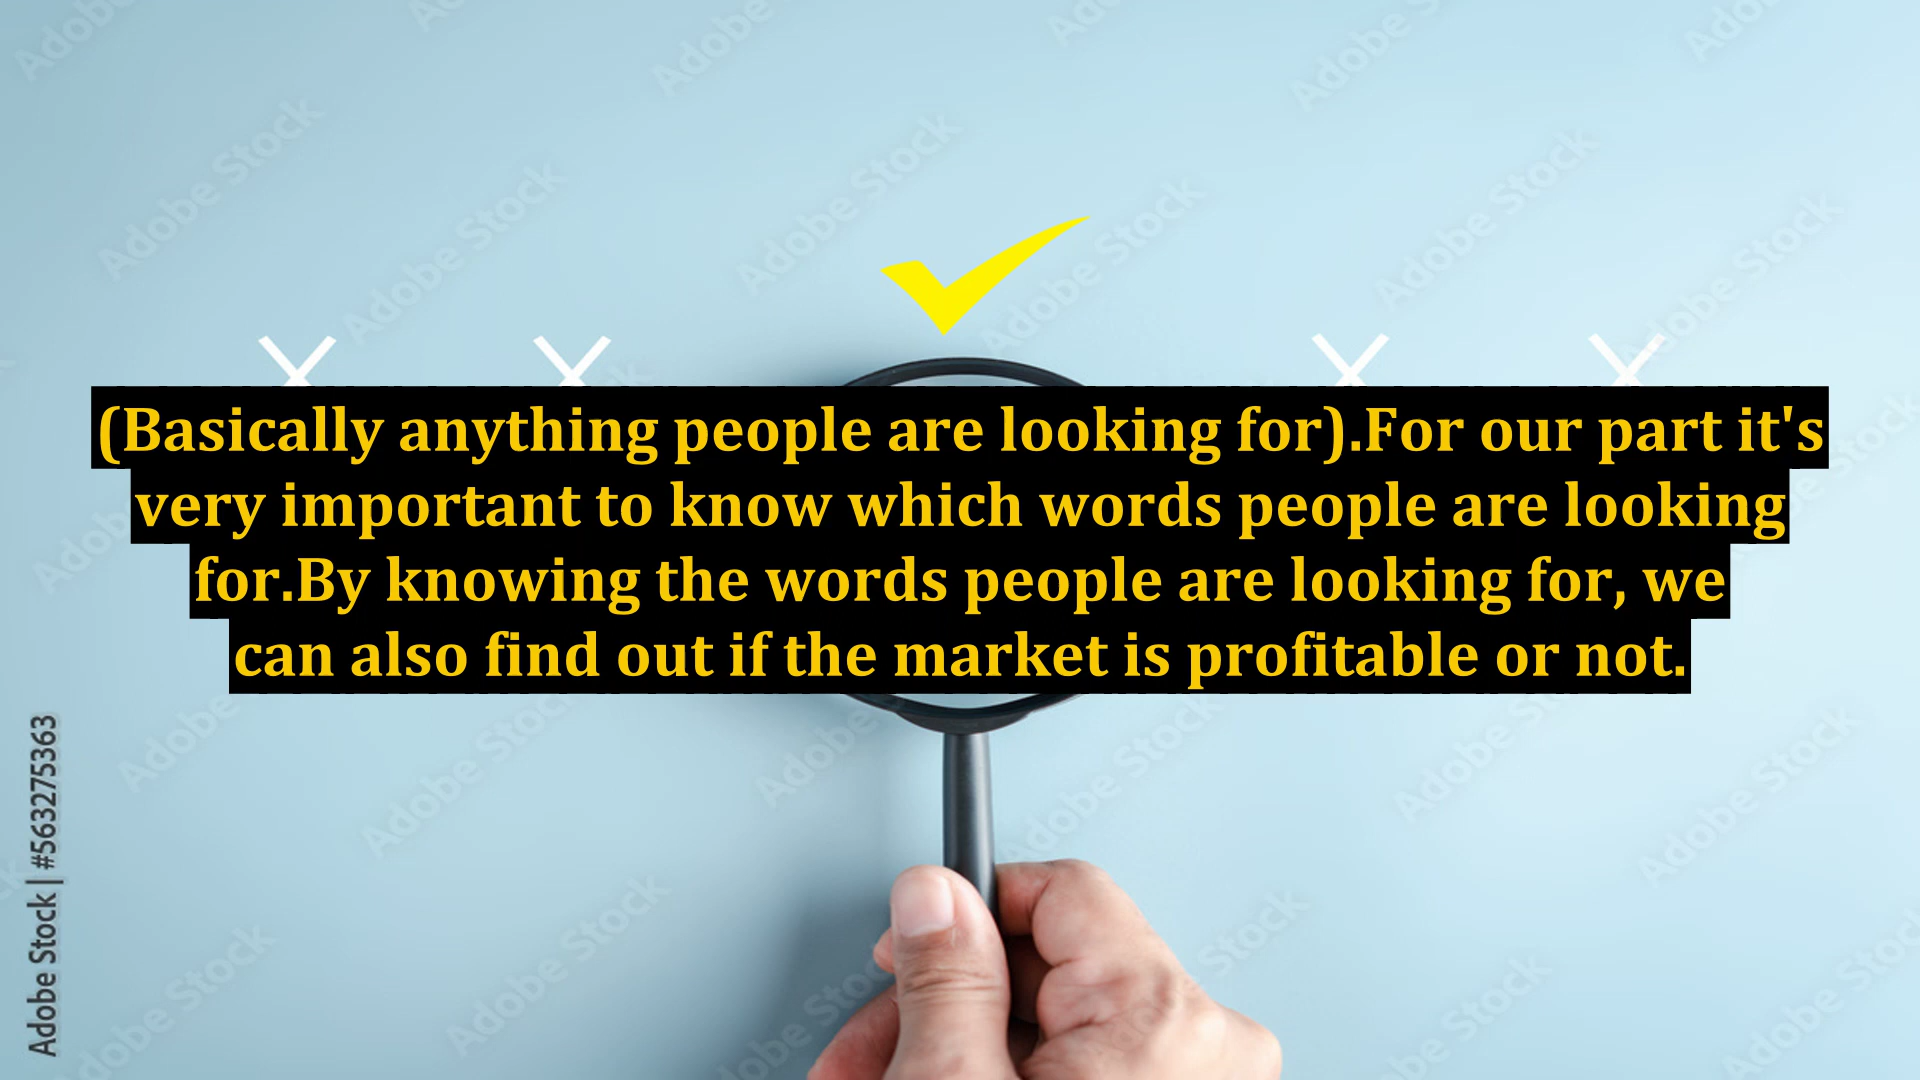 (Basically anything people are looking for).For our part it's
very important to know which words people are looking
for.By knowing the words people are looking for, we
can also find out if the market is profitable or not.
Adobe Stock | #563275363
Adobe Stock